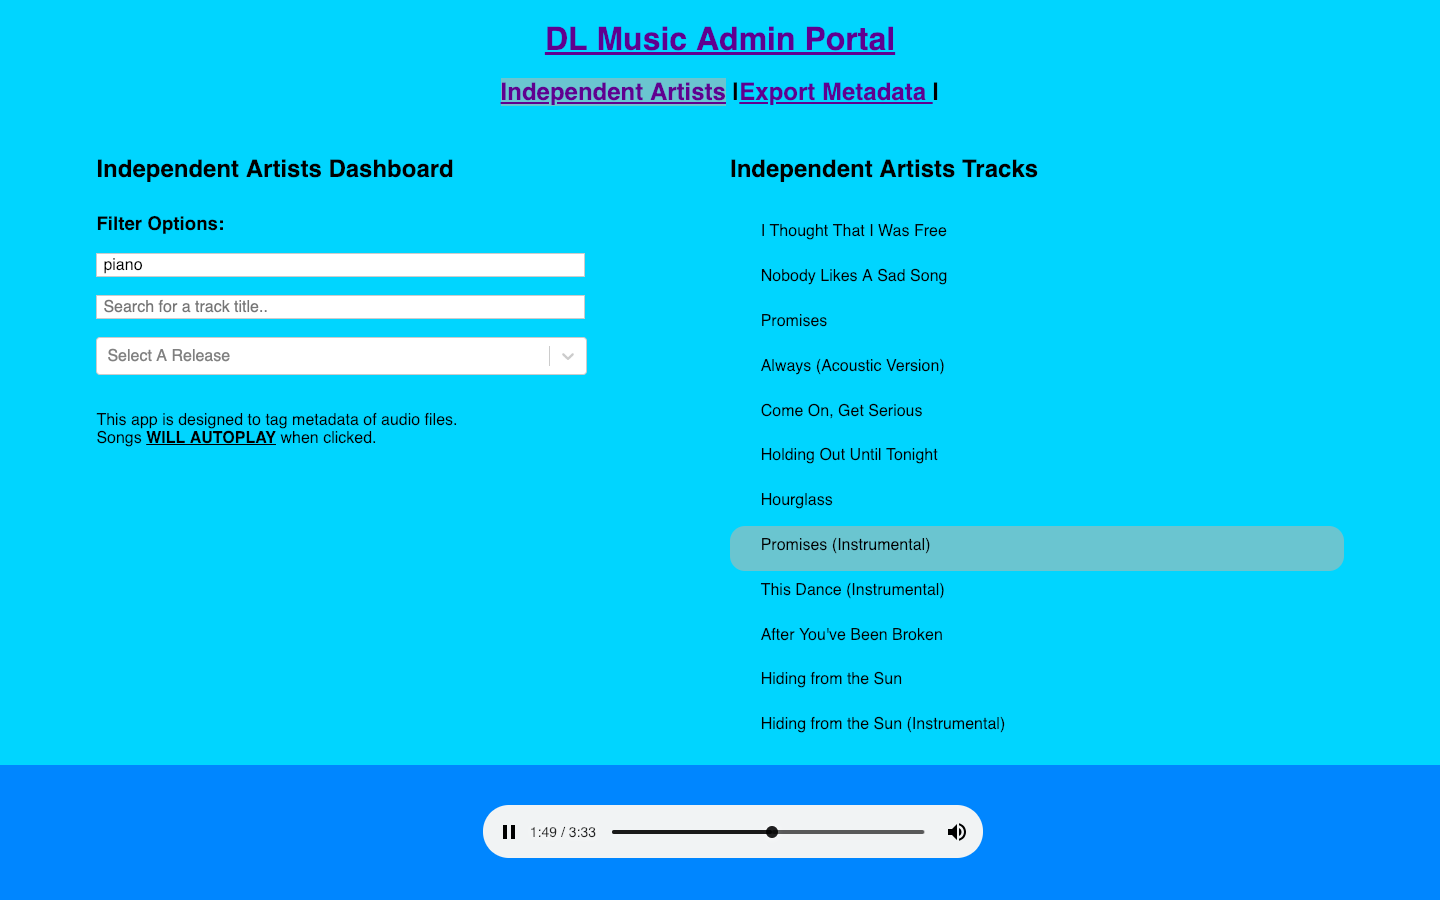 DL Music Admin Portal
Independent Artists | Export Metadata |
Independent Artists Dashboard
Filter Options:
piano
Search for a track title..
Select A Release
This app is designed to tag metadata of audio files.
Songs WILL AUTOPLAY when clicked.
Independent Artists Tracks
I Thought That I Was Free
Nobody Likes A Sad Song
Promises
Always (Acoustic Version)
Come On, Get Serious
Holding Out Until Tonight
Hourglass
Promises (Instrumental)
This Dance (Instrumental)
After You've Been Broken
Hiding from the Sun
Hiding from the Sun (Instrumental)
1:49 / 3:33